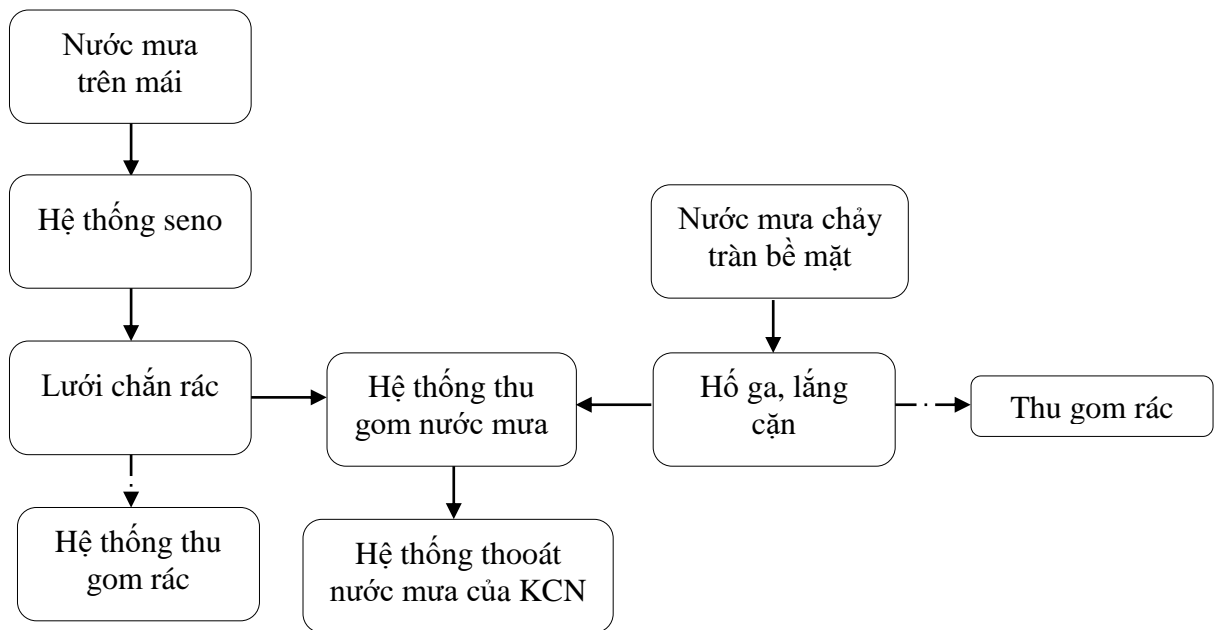 Nước mưa
trên mái
Hệ thống seno
Nước mưa chảy
tràn bề mặt
Lưới chắn rác
Hệ thống thu
gom nước mưa
Hố ga, lắng
cặn
Thu gom rác
Hệ thống thu
gom rác
Hệ thống thooát
nước mưa của KCN